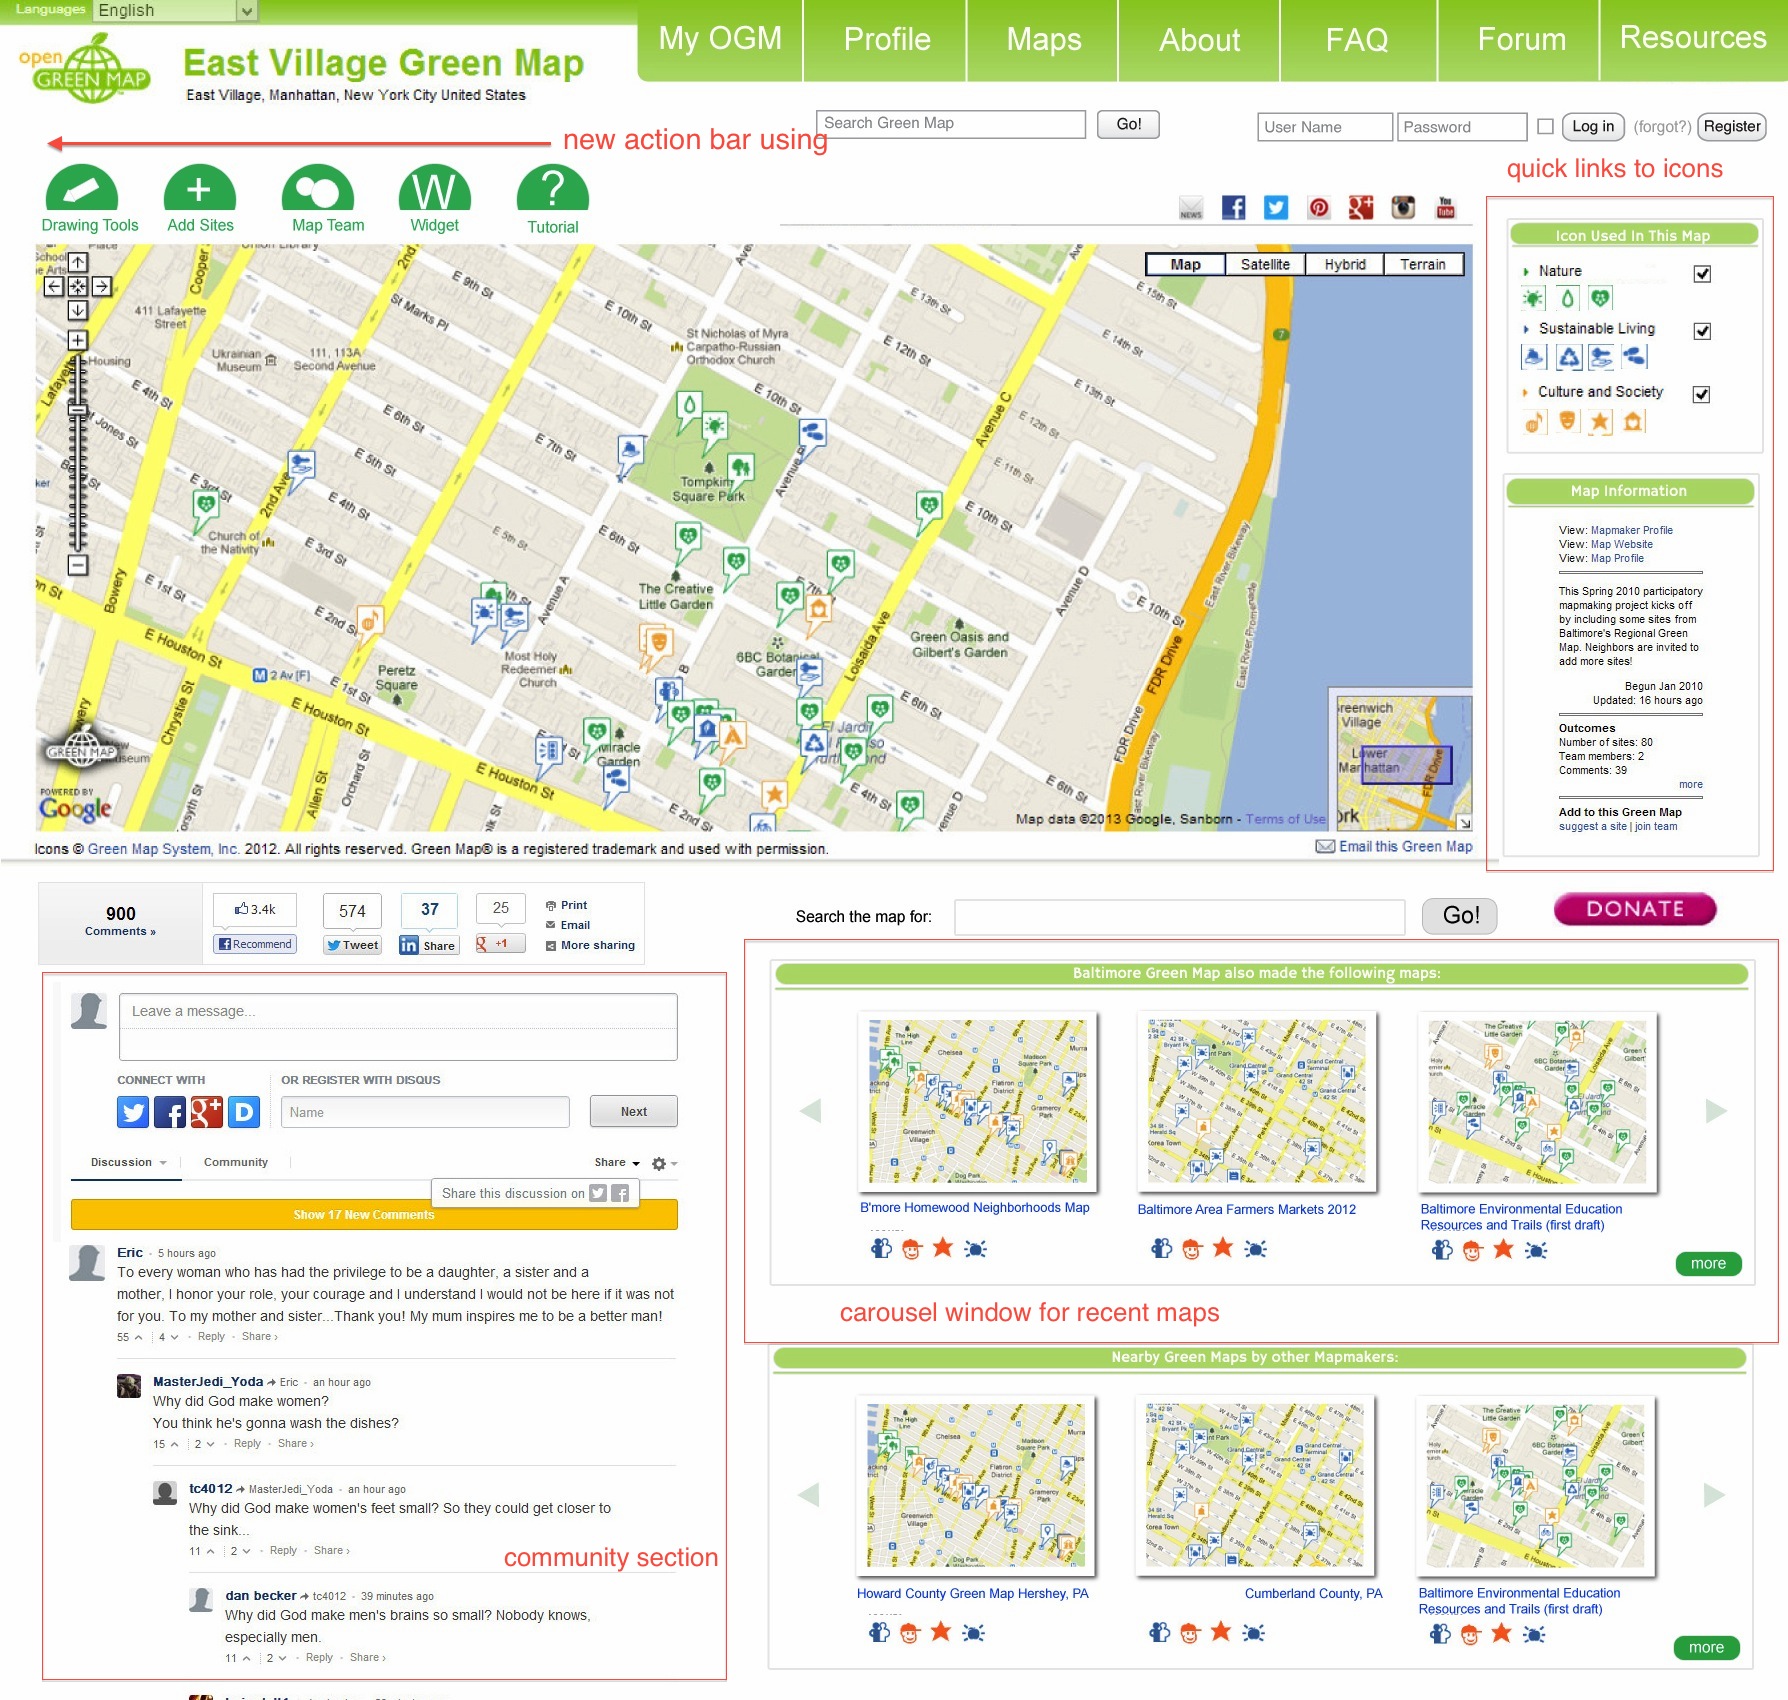 Languages English
My OGM Profile Maps About FAQ Forum Resources
open
GREEN MAP
East Village Green Map
East Village, Manhattan, New York City United States
Search Green Map Go!
User Name Password Log in (forgot?) Register
new action bar using
quick links to icons
Drawing Tools Add Sites Map Team Widget Tutorial
NEWS
You Tube
Map Satellite Hybrid Terrain
E 9th St
St Marks Pl
E 10th St
E 13th St
E 15th St
E 14th St
E 12th St
E 11th St
411 Lafayette
Street
Ukrainian
Museum
111, 113A
Second Avenue
St Nicholas of Myra
Carpatho-Russian
Orthodox Church
Housing
E 4th St
E 6th St
E 7th St
E 5th St
Jones St
2nd Ave
Cooper
Tompkin
Square Park
Avenue C
Church of
the Nativity
E 3rd St
E 1st St
Bowery
Avenue A
The Creative
Little Garden
Avenue D
E 10th St
East River Bikeway
East River Promenade
E Houston St
2 Av [F]
Peretz
Square
Most Holy
Redeemer
Church
6BC Botanical
Garden
Loisaida Ave
Green Oasis and
Gilbert's Garden
FDR Drive
Chrystie St
Allen St
Orchard St
Miracle
Garden
E 2nd St
E 4th St
E 6th St
GREEN MAP
POWERED BY
Google
Greenwich
Village
Lower
Manhattan
Map data ©2013 Google, Sanborn - Terms of Use
Icons © Green Map System, Inc. 2012. All rights reserved. Green Map® is a registered trademark and used with permission.
Email this Green Map
Icon Used In This Map
Nature
Sustainable Living
Culture and Society
Map Information
View: Mapmaker Profile
View: Map Website
View: Map Profile
This Spring 2010 participatory
mapmaking project kicks off
by including some sites from
Baltimore's Regional Green
Map. Neighbors are invited to
add more sites!
Begun Jan 2010
Updated: 16 hours ago
Outcomes
Number of sites: 80
Team members: 2
Comments: 39
more
Add to this Green Map
suggest a site | join team
900
Comments »
3.4k
Recommend
574
Tweet
37
Share
25
+1
Print
Email
More sharing
Search the map for: Go!
DONATE
Leave a message...
CONNECT WITH OR REGISTER WITH DISQUS
Name Next
Discussion Community Share
Share this discussion on
Show 17 New Comments
Eric · 5 hours ago
To every woman who has had the privilege to be a daughter, a sister and a
mother, I honor your role, your courage and I understand I would not be here if it was not
for you. To my mother and sister...Thank you! My mum inspires me to be a better man!
55 4 · Reply · Share ›
MasterJedi_Yoda Eric · an hour ago
Why did God make women?
You think he's gonna wash the dishes?
15 2 · Reply · Share ›
tc4012 MasterJedi_Yoda · an hour ago
Why did God make women's feet small? So they could get closer to
the sink...
11 2 · Reply · Share ›
community section
dan becker tc4012 · 39 minutes ago
Why did God make men's brains so small? Nobody knows,
especially men.
11 2 · Reply · Share ›
Baltimore Green Map also made the following maps:
B'more Homewood Neighborhoods Map
Baltimore Area Farmers Markets 2012
Baltimore Environmental Education
Resources and Trails (first draft)
more
carousel window for recent maps
Nearby Green Maps by other Mapmakers:
Howard County Green Map Hershey, PA
Cumberland County, PA
Baltimore Environmental Education
Resources and Trails (first draft)
more